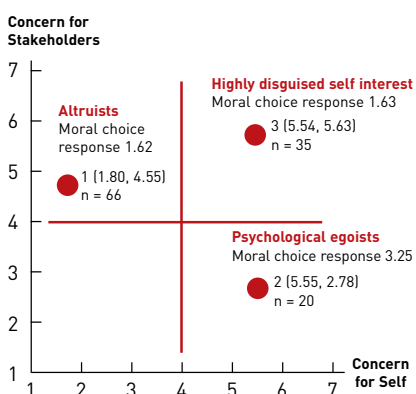 Concern for
Stakeholders
7
6
5
4
3
2
1
Highly disguised self interest
Moral choice response 1.63
3 (5.54, 5.63)
n = 35
Altruists
Moral choice
response 1.62
1 (1.80, 4.55)
n = 66
Psychological egoists
Moral choice response 3.25
2 (5.55, 2.78)
n = 20
1 2 3 4 5 6 7
Concern
for Self